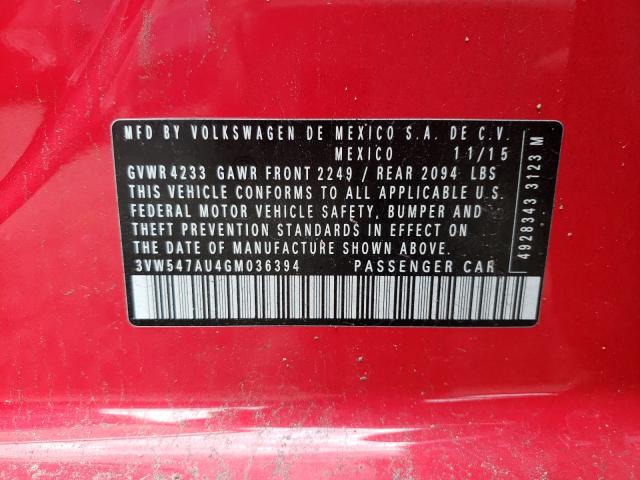 MFD BY VOLKSWAGEN DE MEXICO S.A. DE C.V.
MEXICO 11/15
GVWR 4233 GAWR FRONT 2249 / REAR 2094 LBS
THIS VEHICLE CONFORMS TO ALL APPLICABLE U.S.
FEDERAL MOTOR VEHICLE SAFETY, BUMPER AND
THEFT PREVENTION STANDARDS IN EFFECT ON
THE DATE OF MANUFACTURE SHOWN ABOVE
3VW547AU4GM036394 PASSENGER CAR
4928343 3123 M